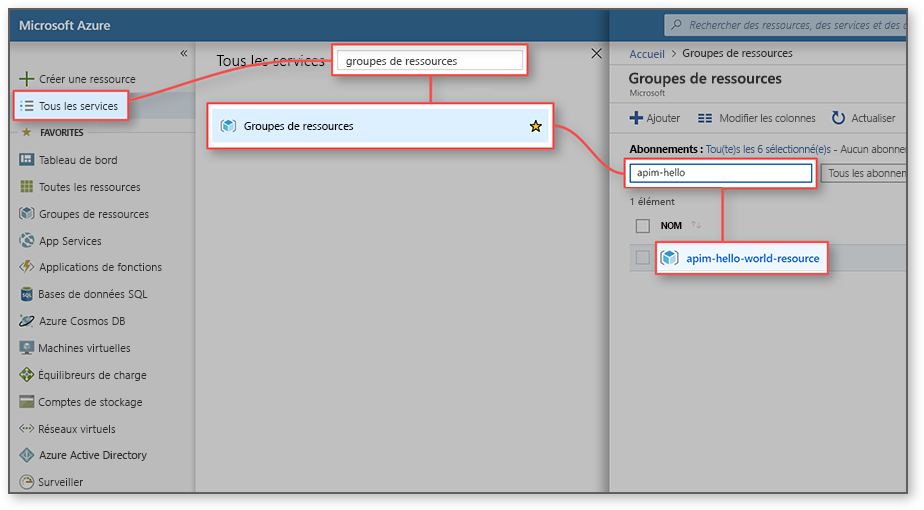 Microsoft Azure
Rechercher des ressources, des services et des
«
Créer une ressource
Tous les services
FAVORITES
Tableau de bord
Toutes les ressources
Groupes de ressources
App Services
Applications de fonctions
Bases de données SQL
Azure Cosmos DB
Machines virtuelles
Équilibreurs de charge
Comptes de stockage
Réseaux virtuels
Azure Active Directory
Surveiller
Tous les services
groupes de ressources
Groupes de ressources
Accueil > Groupes de ressources
Groupes de ressources
Microsoft
Ajouter Modifier les colonnes Actualiser
Abonnements : Tou(te)s les 6 sélectionné(e)s - Aucun abonne
apim-hello Tous les abonnen
1 élément
NOM
apim-hello-world-resource